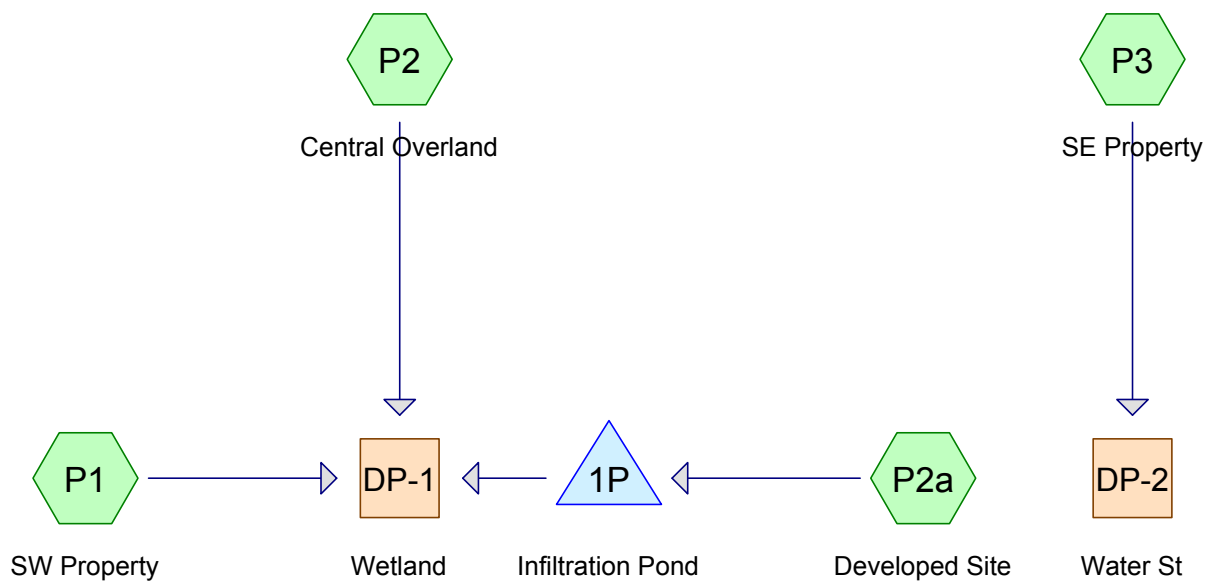 P2
P3
Central Overland
SE Property
P1
DP-1
1P
P2a
DP-2
SW Property
Wetland
Infiltration Pond
Developed Site
Water St